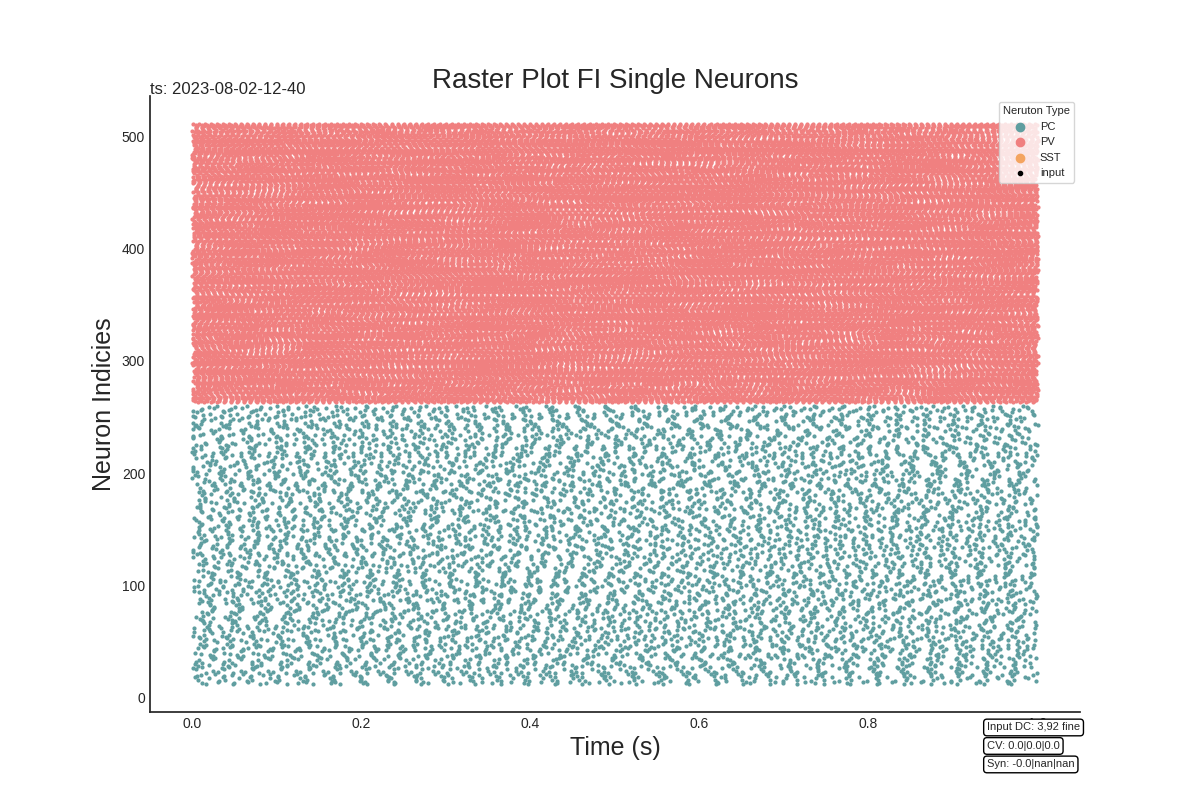 Raster Plot FI Single Neurons
ts: 2023-08-02-12-40
Neruton Type
PC
PV
SST
input
Neuron Indicies
500
400
300
200
100
0
0.0
0.2
0.4
0.6
0.8
Time (s)
Input DC: 3,92 fine
CV: 0.0|0.0|0.0
Syn: -0.0|nan|nan